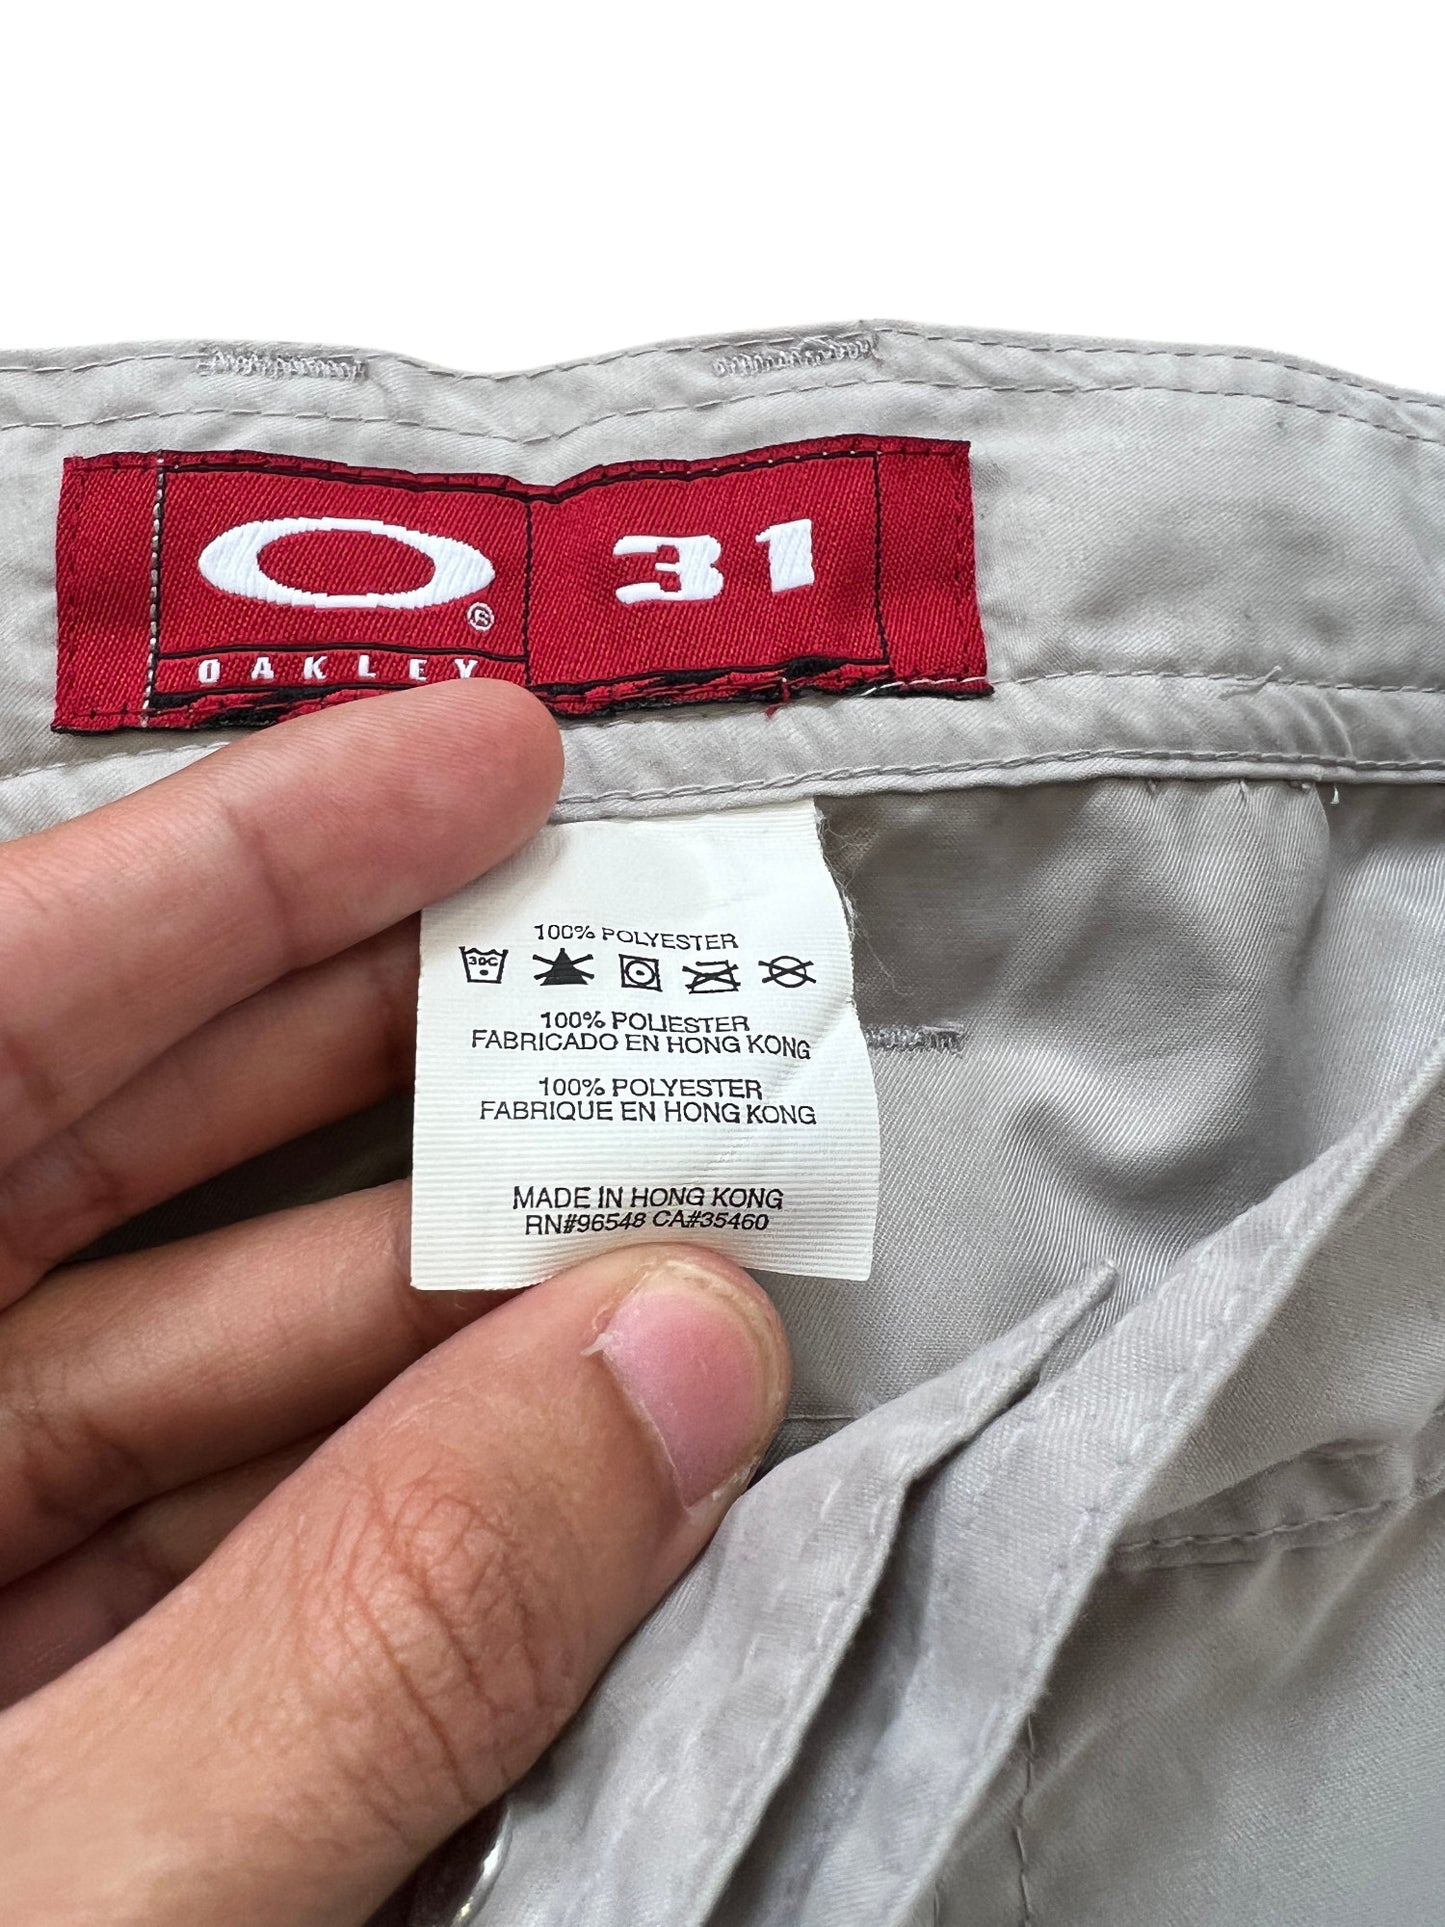 31
®
OAKLEY
100% POLYESTER
30C
100% POLIESTER
FABRICADO EN HONG KONG
100% POLYESTER
FABRIQUE EN HONG KONG
MADE IN HONG KONG
RN#96548 CA#35460